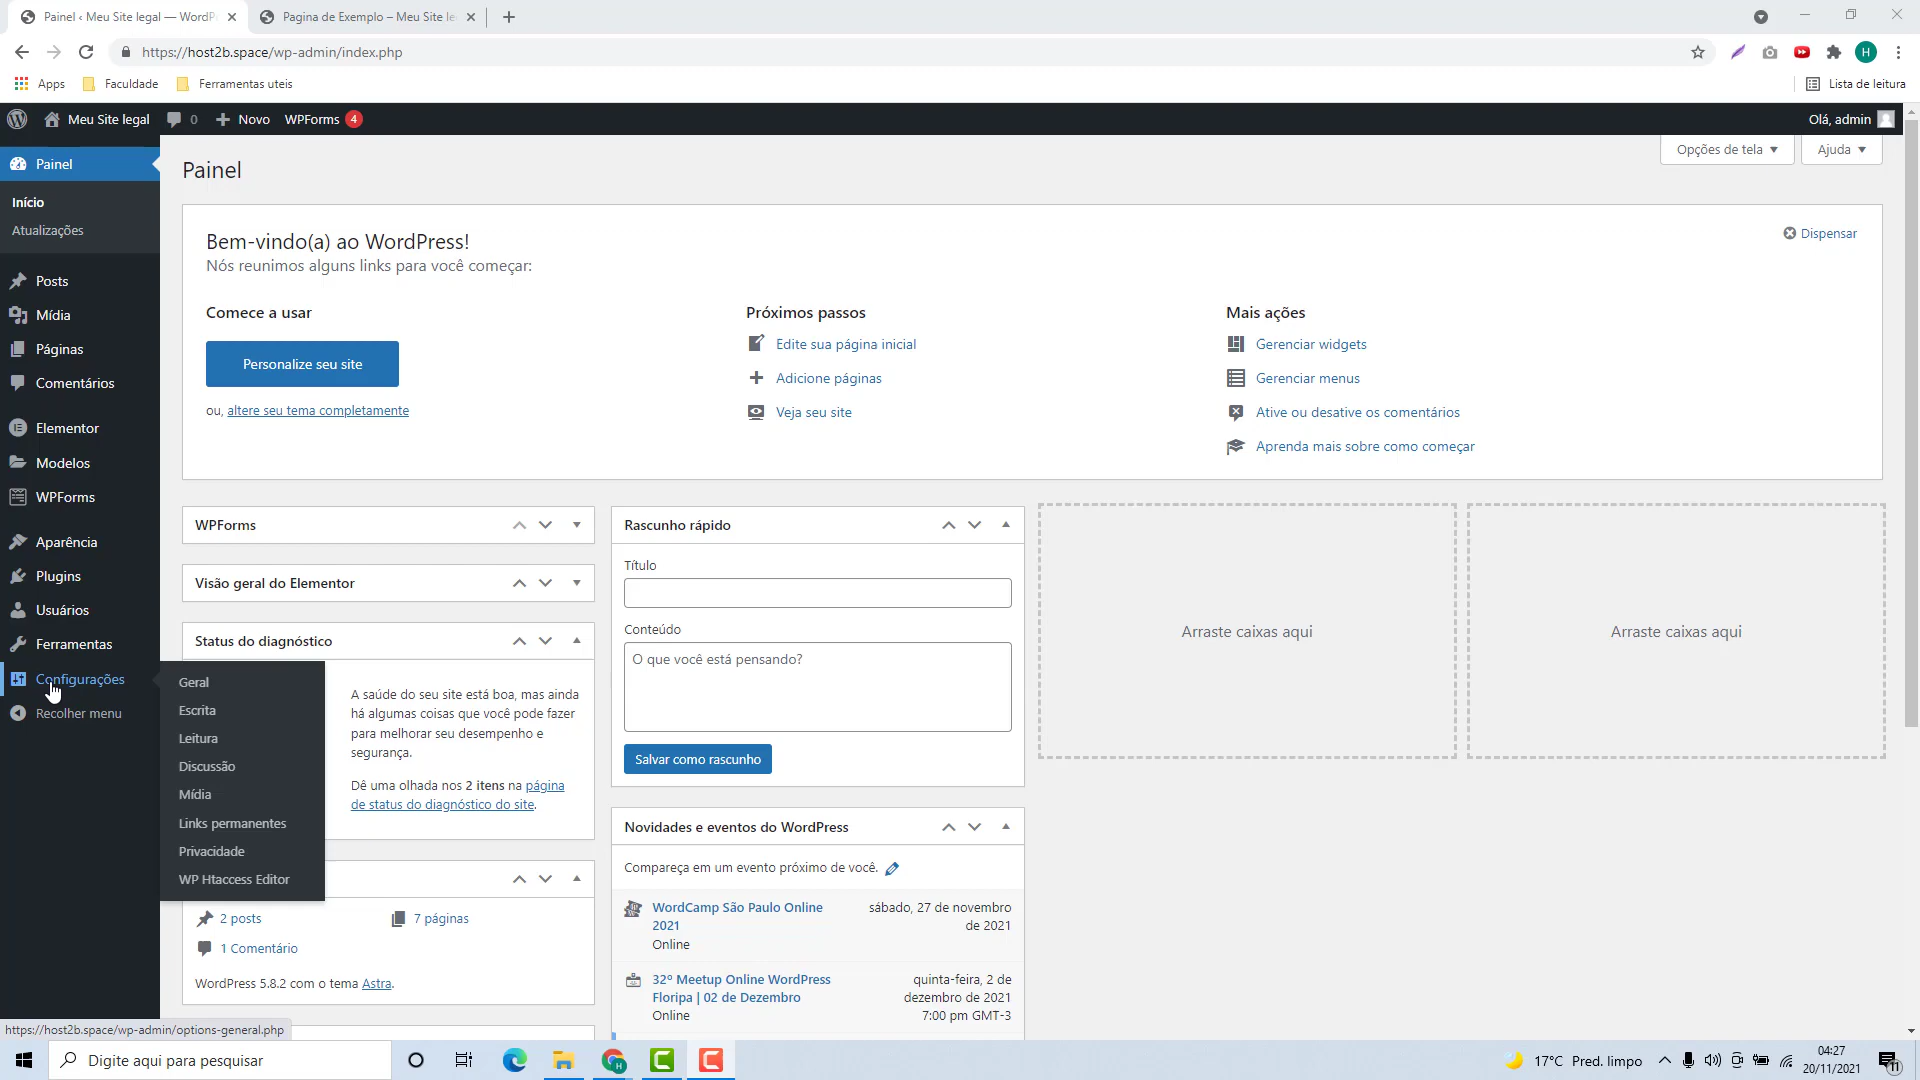 Painel ‹ Meu Site legal — WordP
Pagina de Exemplo – Meu Site le
https://host2b.space/wp-admin/index.php
H
Apps
Faculdade
Ferramentas uteis
Lista de leitura
Meu Site legal
0
Novo
WPForms 4
Olá, admin
Painel
Início
Atualizações
Posts
Mídia
Páginas
Comentários
Elementor
Modelos
WPForms
Aparência
Plugins
Usuários
Ferramentas
Configurações
Recolher menu
Geral
Escrita
Leitura
Discussão
Mídia
Links permanentes
Privacidade
WP Htaccess Editor
Painel
Opções de tela
Ajuda
Bem-vindo(a) ao WordPress!
Nós reunimos alguns links para você começar:
Dispensar
Comece a usar
Personalize seu site
ou, altere seu tema completamente
Próximos passos
Edite sua página inicial
Adicione páginas
Veja seu site
Mais ações
Gerenciar widgets
Gerenciar menus
Ative ou desative os comentários
Aprenda mais sobre como começar
WPForms
Visão geral do Elementor
Status do diagnóstico
A saúde do seu site está boa, mas ainda
há algumas coisas que você pode fazer
para melhorar seu desempenho e
segurança.
Dê uma olhada nos 2 itens na página
de status do diagnóstico do site.
2 posts
7 páginas
1 Comentário
WordPress 5.8.2 com o tema Astra.
Rascunho rápido
Título
Conteúdo
O que você está pensando?
Salvar como rascunho
Novidades e eventos do WordPress
Compareça em um evento próximo de você.
WordCamp São Paulo Online
2021
Online
sábado, 27 de novembro
de 2021
32º Meetup Online WordPress
Floripa | 02 de Dezembro
Online
quinta-feira, 2 de
dezembro de 2021
7:00 pm GMT-3
Arraste caixas aqui
Arraste caixas aqui
https://host2b.space/wp-admin/options-general.php
Digite aqui para pesquisar
17°C Pred. limpo
04:27
20/11/2021
11